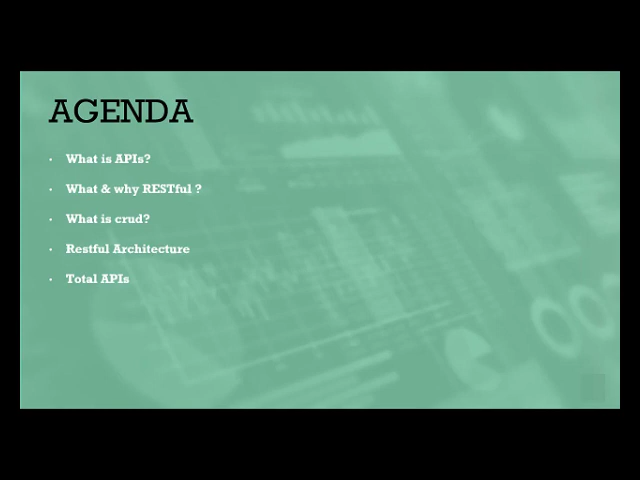 AGENDA
• What is APIs?
• What & why RESTful ?
• What is crud?
• Restful Architecture
• Total APIs